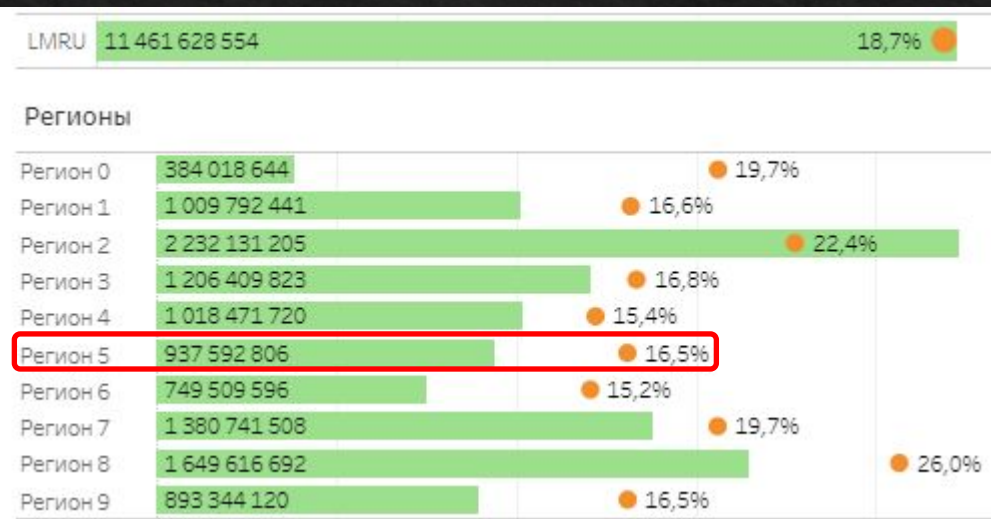 LMRU 11 461 628 554 18,7%
Регионы
Регион 0 384 018 644 19,7%
Регион 1 1 009 792 441 16,6%
Регион 2 2 232 131 205 22,4%
Регион 3 1 206 409 823 16,8%
Регион 4 1 018 471 720 15,4%
Регион 5 937 592 806 16,5%
Регион 6 749 509 596 15,2%
Регион 7 1 380 741 508 19,7%
Регион 8 1 649 616 692 26,0%
Регион 9 893 344 120 16,5%